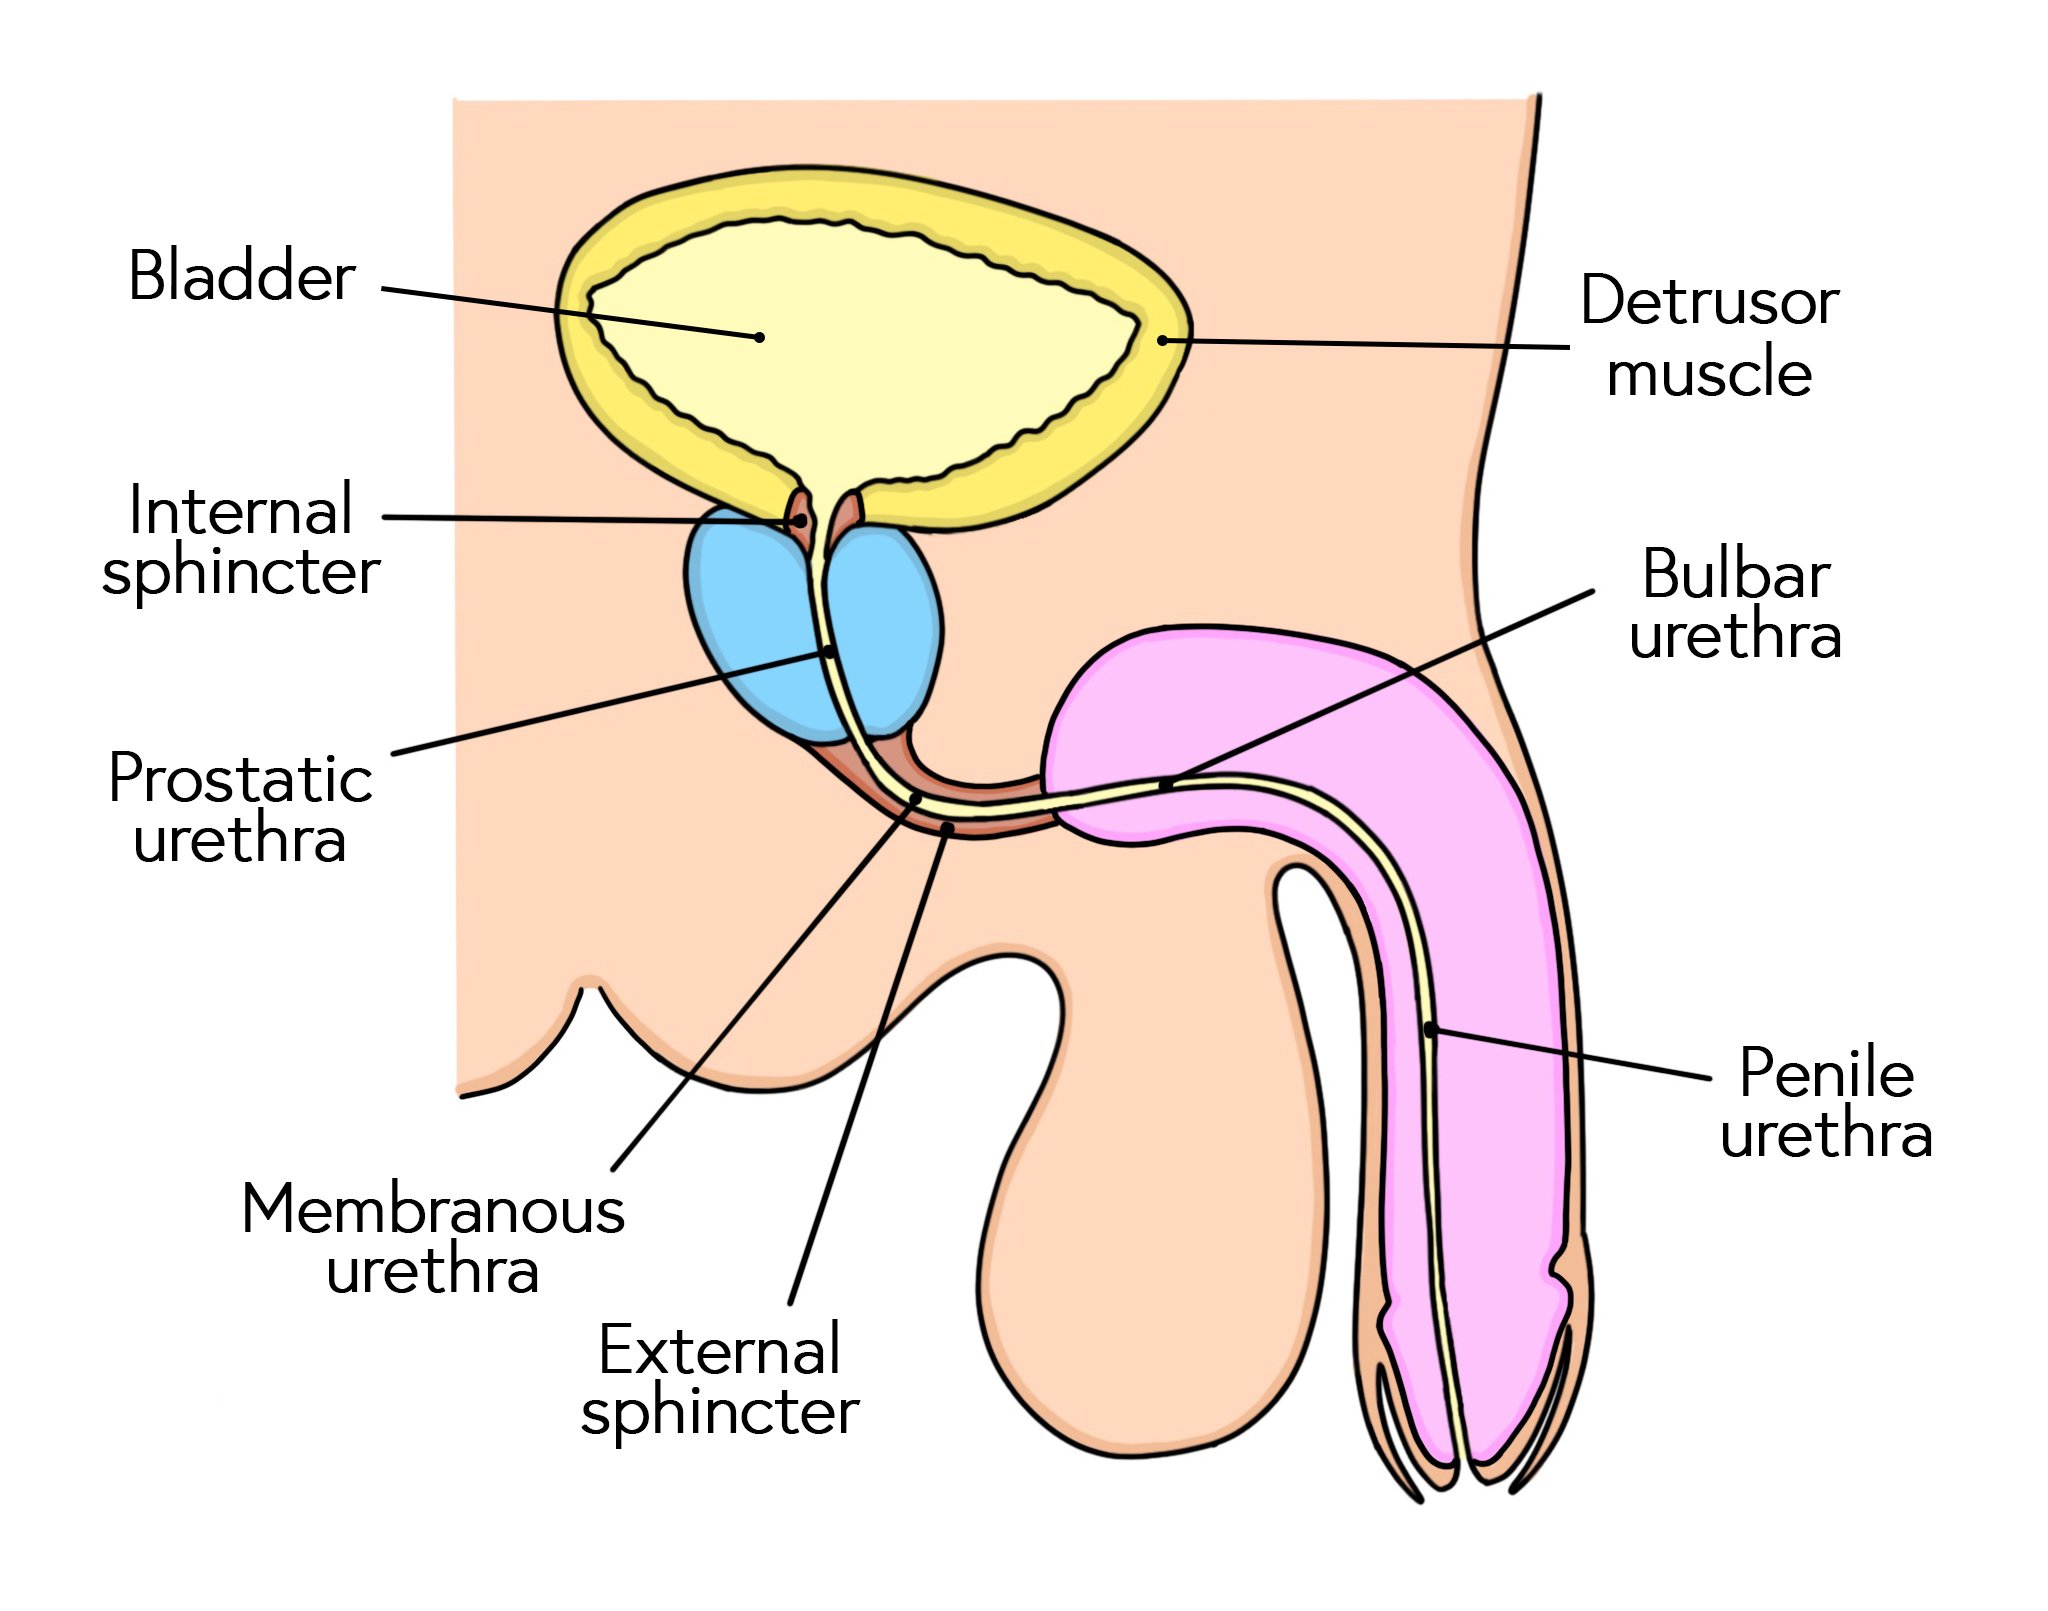 Bladder
Detrusor
muscle
Internal
sphincter
Bulbar
urethra
Prostatic
urethra
Penile
urethra
Membranous
urethra
External
sphincter